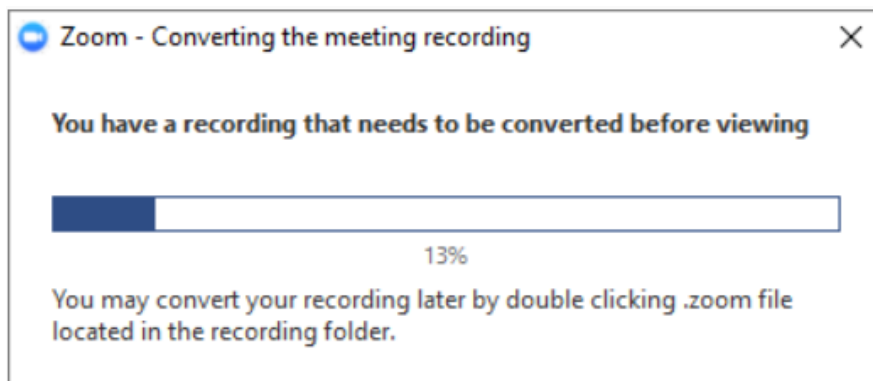 Zoom - Converting the meeting recording
You have a recording that needs to be converted before viewing
13%
You may convert your recording later by double clicking .zoom file
located in the recording folder.